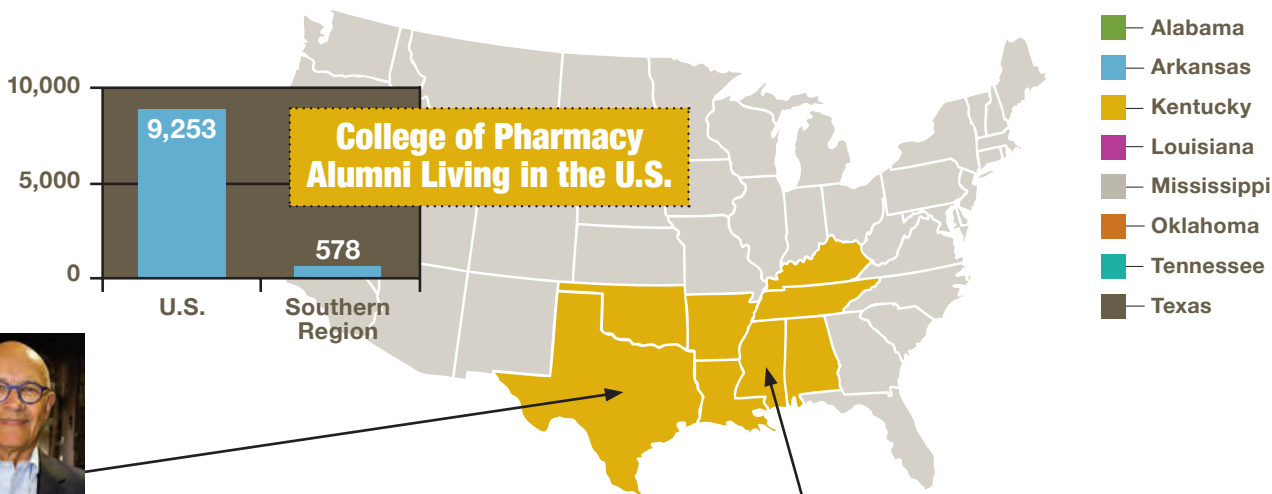 10,000
5,000
0
9,253
578
U.S.
Southern
Region
College of Pharmacy
Alumni Living in the U.S.
Alabama
Arkansas
Kentucky
Louisiana
Mississippi
Oklahoma
Tennessee
Texas